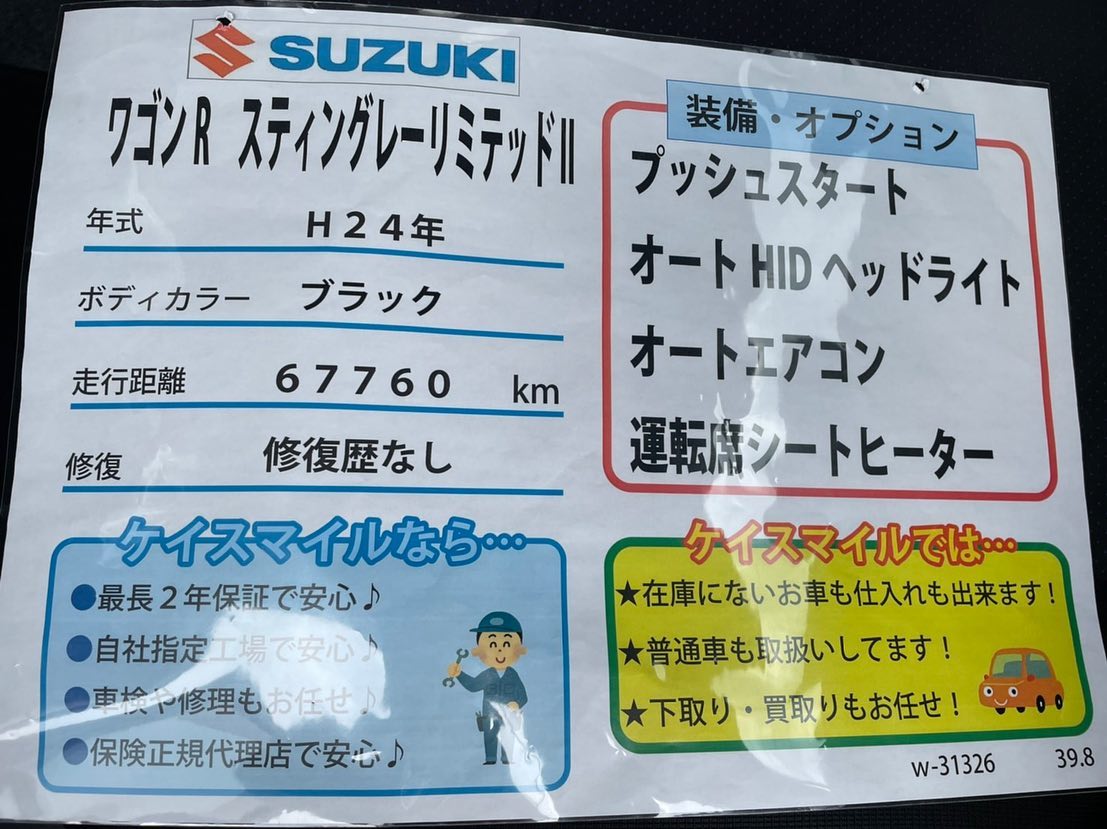 SUZUKI
ワゴンR スティングレーリミテッドII
年式 H24年
ボディカラー ブラック
走行距離 67760 km
修復 修復歴なし
装備・オプション
プッシュスタート
オートHIDヘッドライト
オートエアコン
運転席シートヒーター
ケイスマイルなら…
●最長2年保証で安心♪
●自社指定工場で安心♪
●車検や修理もお任せ♪
●保険正規代理店で安心♪
ケイスマイルでは…
★在庫にないお車も仕入れも出来ます！
★普通車も取扱いしてます！
★下取り・買取りもお任せ！
w-31326 39.8